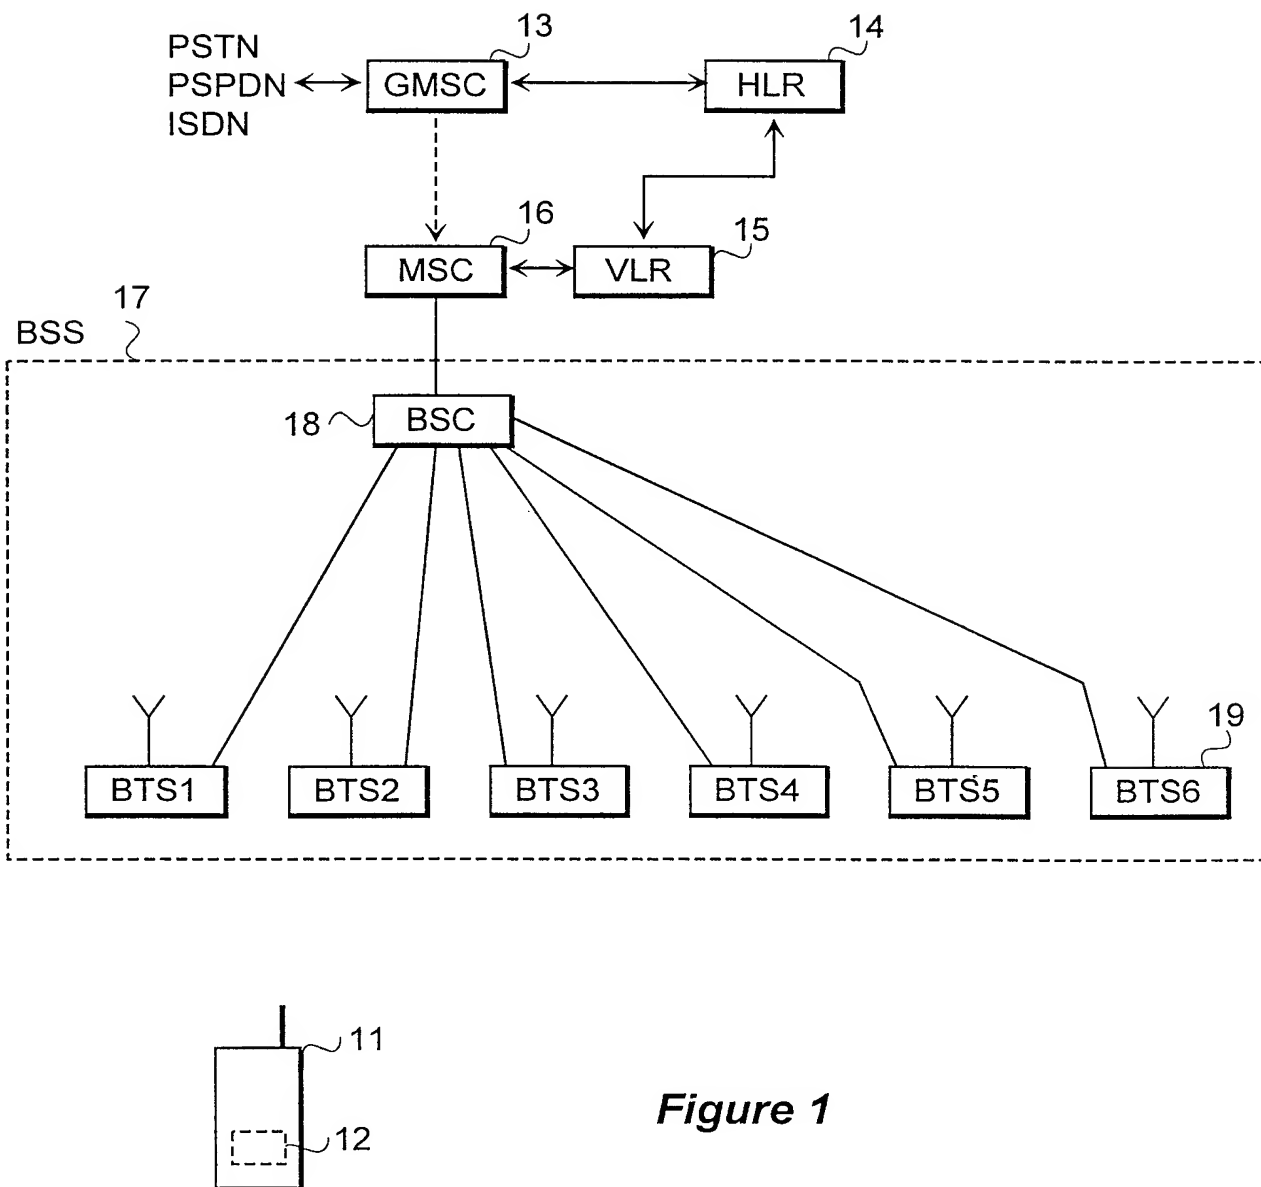 13
14
PSTN
PSPDN
ISDN
GMSC
HLR
16
15
MSC
VLR
17
BSS
18
BSC
19
BTS1
BTS2
BTS3
BTS4
BTS5
BTS6
11
12
Figure 1